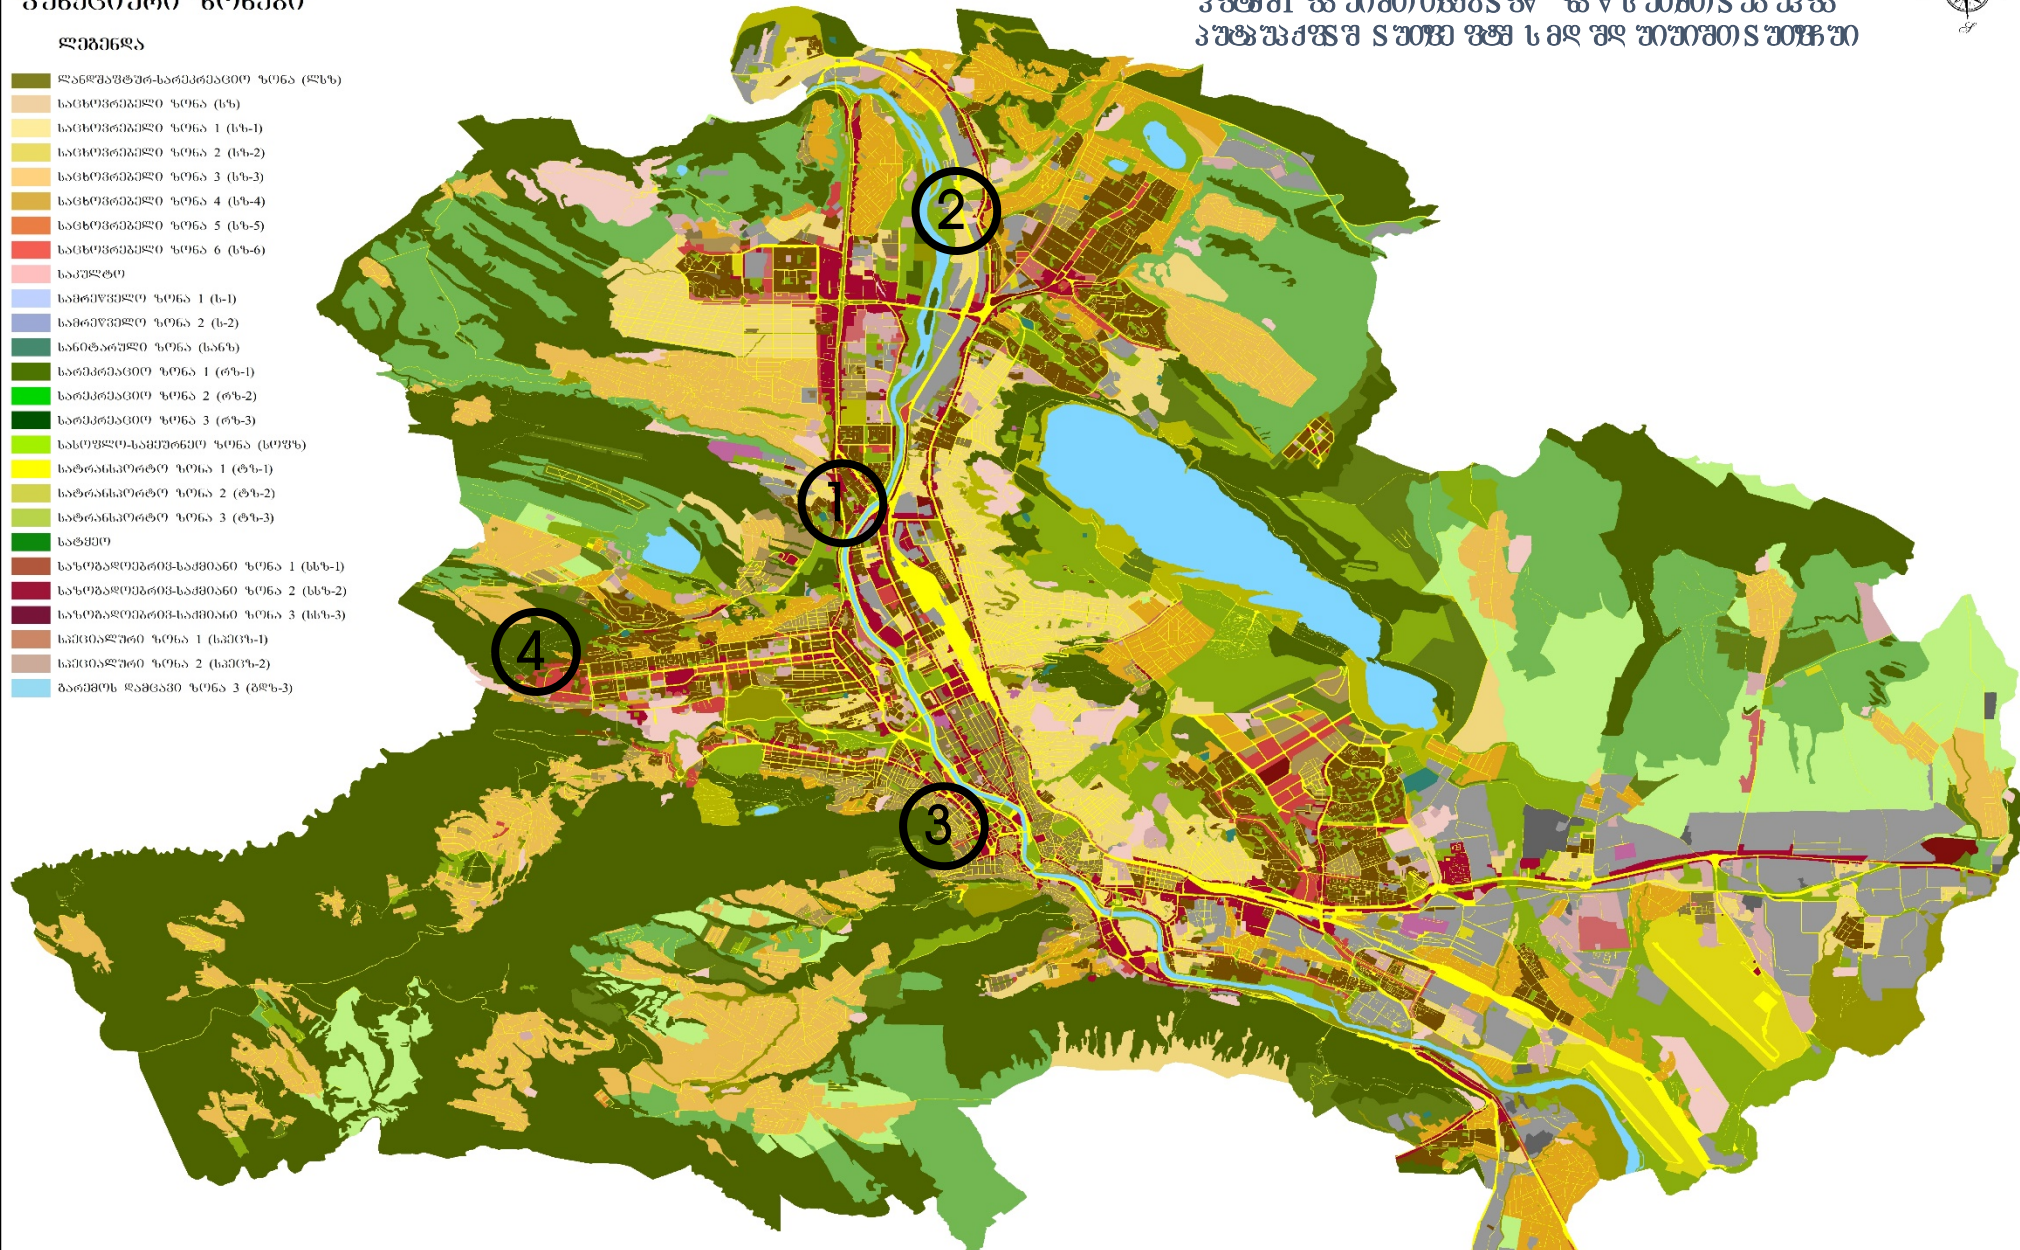 ფუნქციური ზონები
ლეგენდა
ლანდშაფტურ-სარეკრეაციო ზონა (ლსზ)
საცხოვრებელი ზონა (სზ)
საცხოვრებელი ზონა 1 (სზ-1)
საცხოვრებელი ზონა 2 (სზ-2)
საცხოვრებელი ზონა 3 (სზ-3)
საცხოვრებელი ზონა 4 (სზ-4)
საცხოვრებელი ზონა 5 (სზ-5)
საცხოვრებელი ზონა 6 (სზ-6)
საკულტო
სამრეწველო ზონა 1 (ს-1)
სამრეწველო ზონა 2 (ს-2)
სანიტარული ზონა (სანზ)
სარეკრეაციო ზონა 1 (რზ-1)
სარეკრეაციო ზონა 2 (რზ-2)
სარეკრეაციო ზონა 3 (რზ-3)
სასოფლო-სამეურნეო ზონა (სოფზ)
სატრანსპორტო ზონა 1 (ტზ-1)
სატრანსპორტო ზონა 2 (ტზ-2)
სატრანსპორტო ზონა 3 (ტზ-3)
სატყეო
საზოგადოებრივ-საქმიანი ზონა 1 (სსზ-1)
საზოგადოებრივ-საქმიანი ზონა 2 (სსზ-2)
საზოგადოებრივ-საქმიანი ზონა 3 (სსზ-3)
სპეციალური ზონა 1 (სპეცზ-1)
სპეციალური ზონა 2 (სპეცზ-2)
გარემოს დამცავი ზონა 3 (გდზ-3)
2
1
4
3